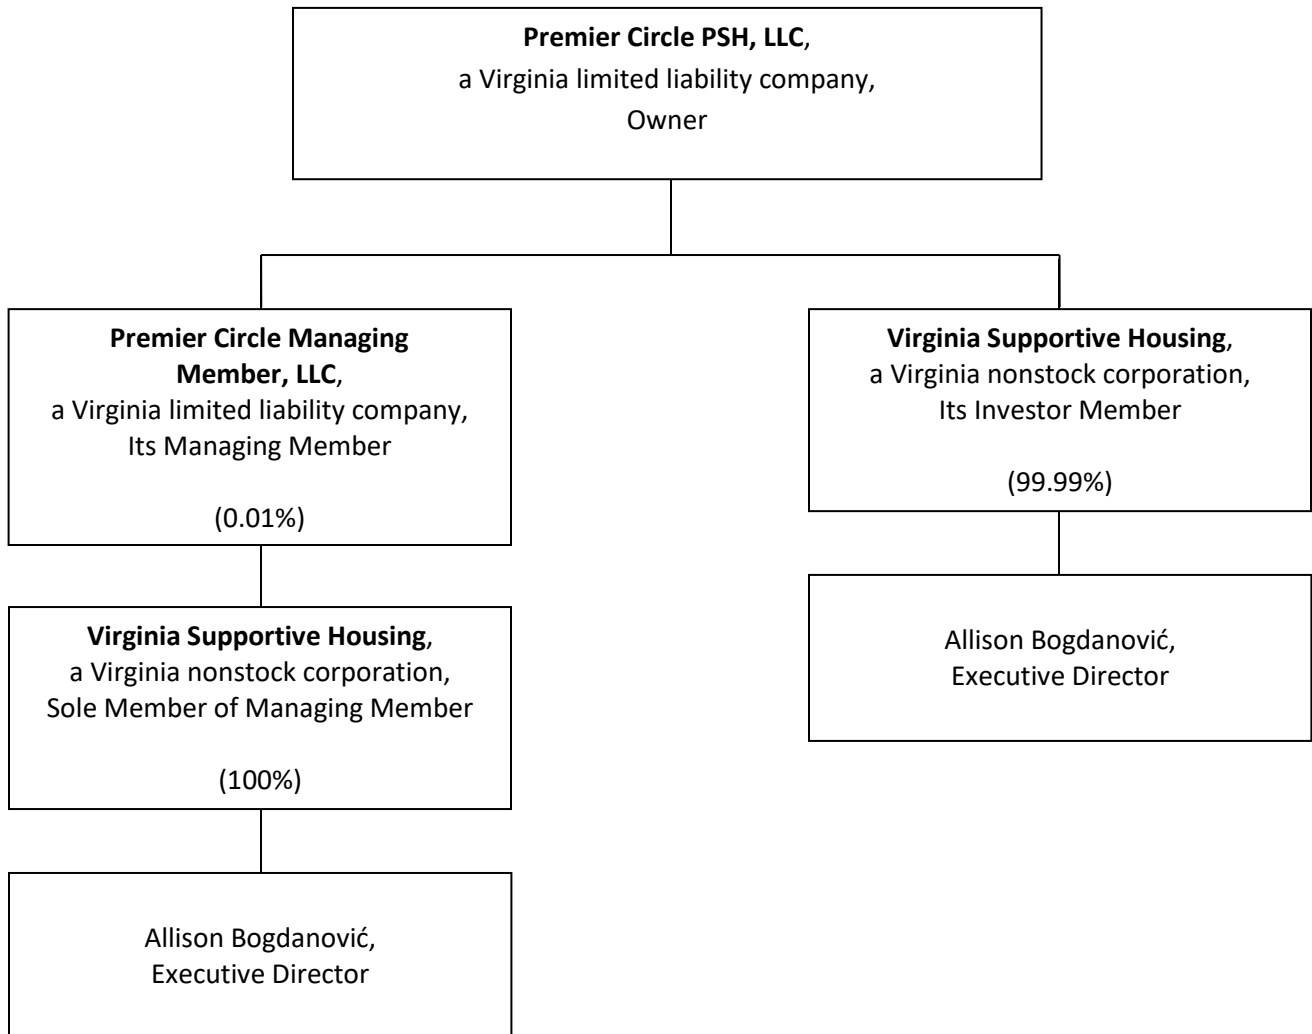 Premier Circle PSH, LLC,
a Virginia limited liability company,
Owner
Premier Circle Managing
Member, LLC,
a Virginia limited liability company,
Its Managing Member
(0.01%)
Virginia Supportive Housing,
a Virginia nonstock corporation,
Its Investor Member
(99.99%)
Virginia Supportive Housing,
a Virginia nonstock corporation,
Sole Member of Managing Member
(100%)
Allison Bogdanović,
Executive Director
Allison Bogdanović,
Executive Director